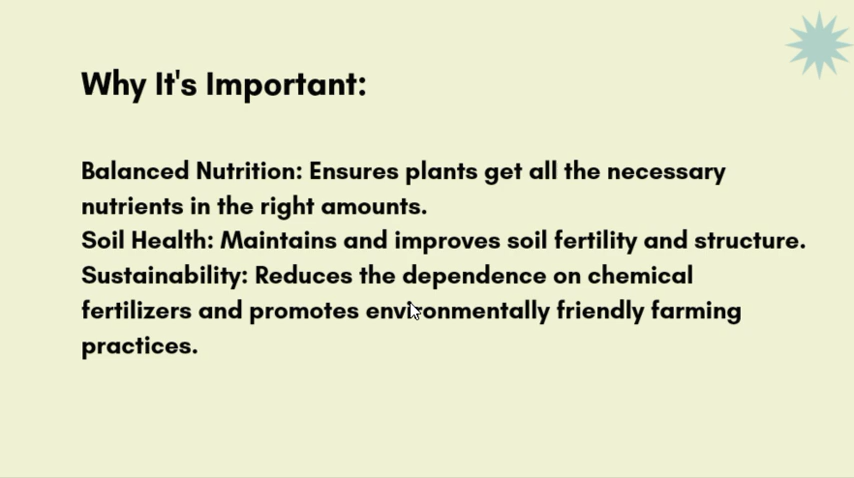 Why It's Important:
Balanced Nutrition: Ensures plants get all the necessary
nutrients in the right amounts.
Soil Health: Maintains and improves soil fertility and structure.
Sustainability: Reduces the dependence on chemical
fertilizers and promotes environmentally friendly farming
practices.